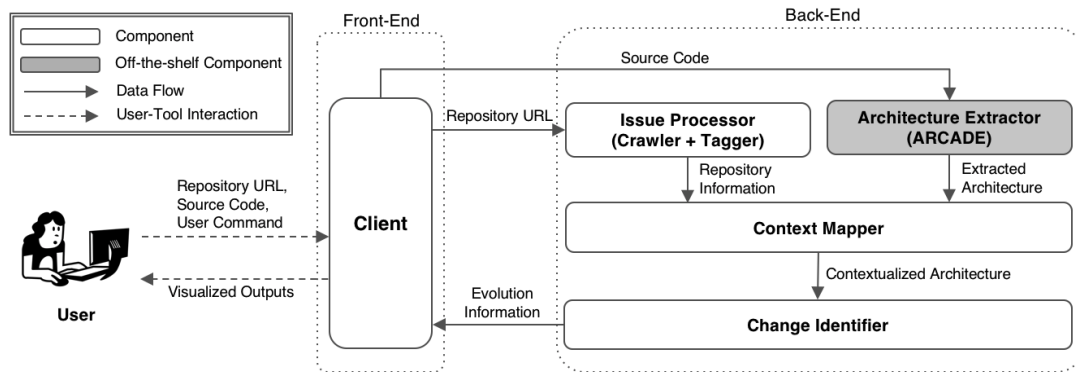 Component
Off-the-shelf Component
Data Flow
User-Tool Interaction
Front-End
Back-End
Source Code
Repository URL
Issue Processor
(Crawler + Tagger)
Architecture Extractor
(ARCADE)
Repository
Information
Extracted
Architecture
Repository URL,
Source Code,
User Command
Client
Context Mapper
Visualized Outputs
User
Contextualized Architecture
Evolution
Information
Change Identifier